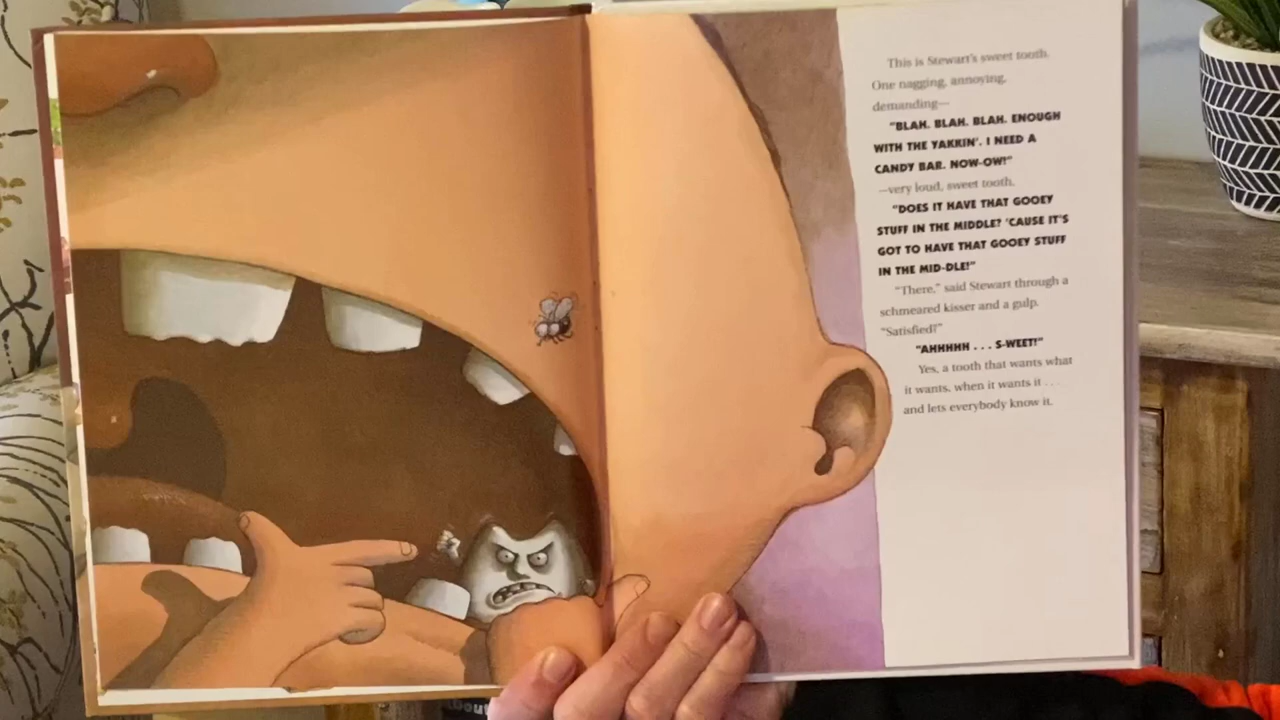 This is Stewart's sweet tooth.
One nagging, annoying,
demanding—
"BLAH. BLAH. BLAH. ENOUGH
WITH THE YAKKIN'. I NEED A
CANDY BAR. NOW-OW!"
—very loud, sweet tooth.
"DOES IT HAVE THAT GOOEY
STUFF IN THE MIDDLE? 'CAUSE IT'S
GOT TO HAVE THAT GOOEY STUFF
IN THE MID-DLE!"
"There," said Stewart through a
schmeared kisser and a gulp.
"Satisfied?"
"AHHHHH . . . S-WEET!"
Yes, a tooth that wants what
it wants, when it wants it . . .
and lets everybody know it.